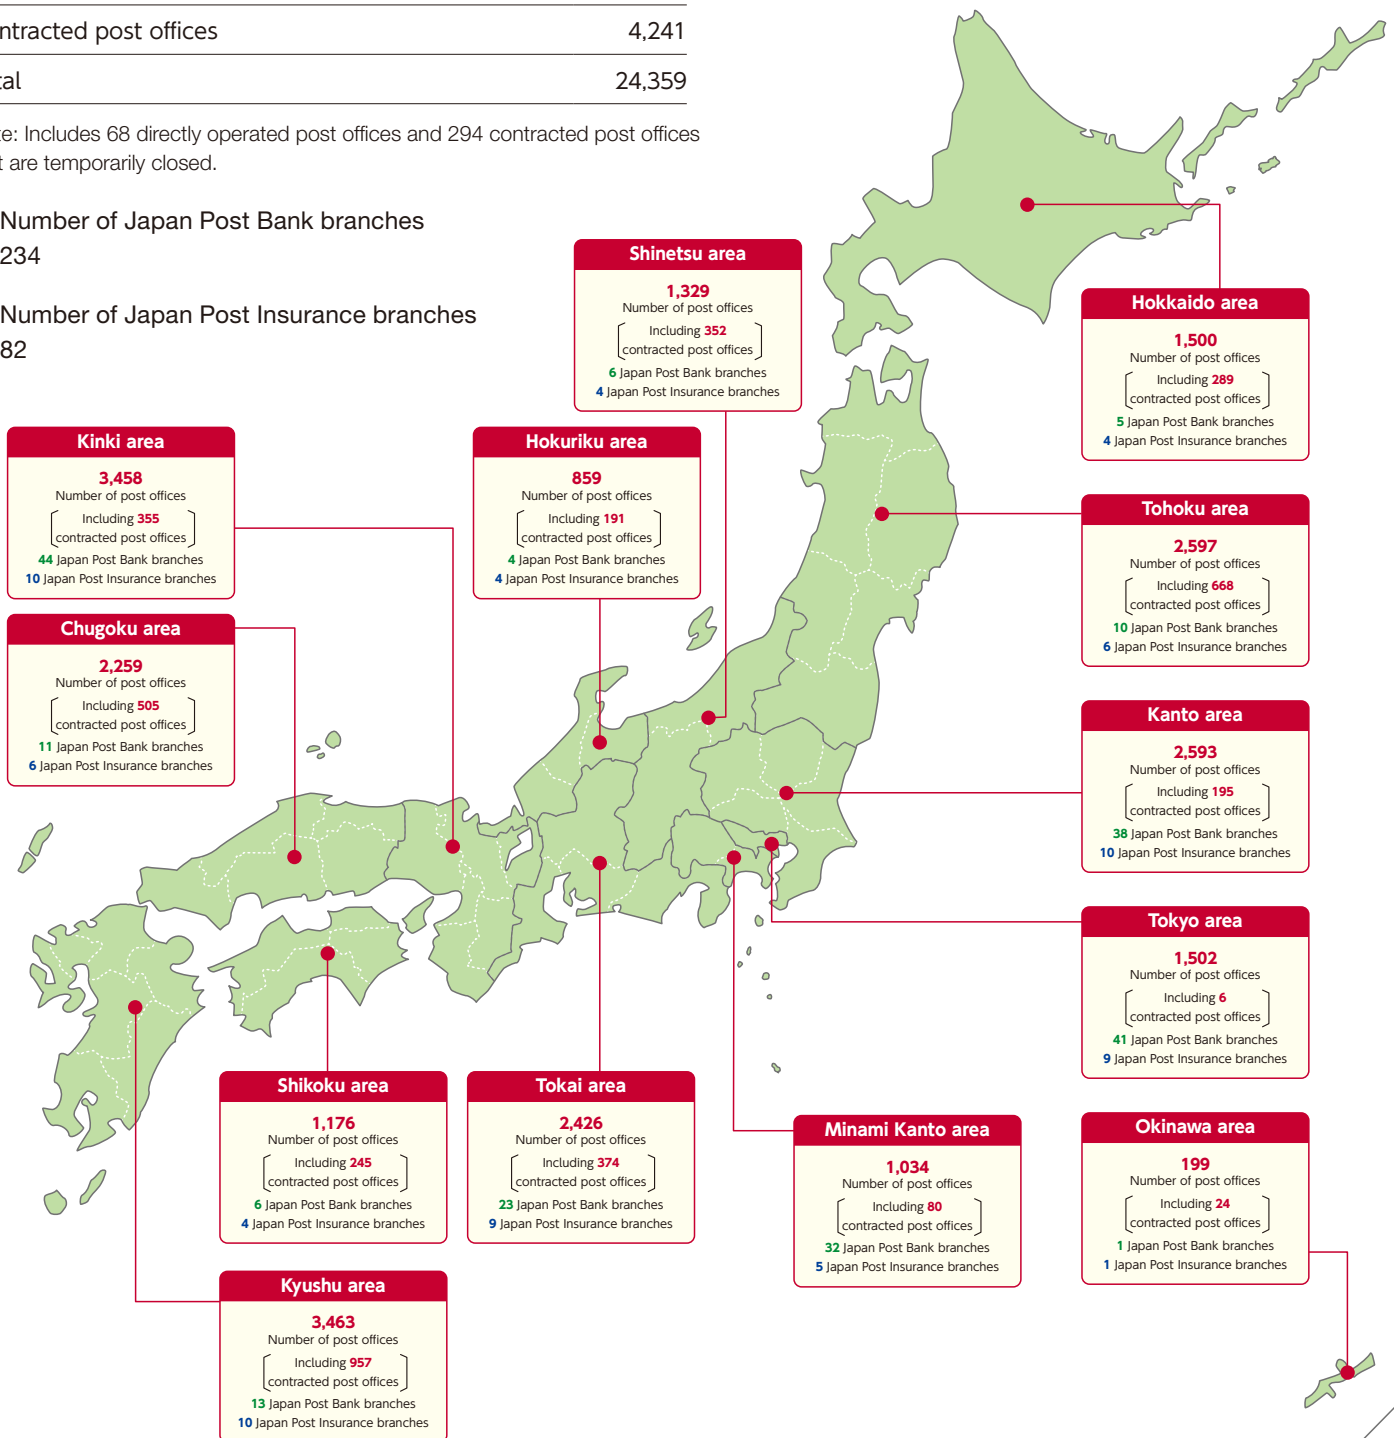 ntracted post offices 4,241
tal 24,359
te: Includes 68 directly operated post offices and 294 contracted post offices
t are temporarily closed.
Number of Japan Post Bank branches
234
Number of Japan Post Insurance branches
82
Shinetsu area
1,329
Number of post offices
Including 352
contracted post offices
6 Japan Post Bank branches
4 Japan Post Insurance branches
Hokkaido area
1,500
Number of post offices
Including 289
contracted post offices
5 Japan Post Bank branches
4 Japan Post Insurance branches
Kinki area
3,458
Number of post offices
Including 355
contracted post offices
44 Japan Post Bank branches
10 Japan Post Insurance branches
Hokuriku area
859
Number of post offices
Including 191
contracted post offices
4 Japan Post Bank branches
4 Japan Post Insurance branches
Tohoku area
2,597
Number of post offices
Including 668
contracted post offices
10 Japan Post Bank branches
6 Japan Post Insurance branches
Chugoku area
2,259
Number of post offices
Including 505
contracted post offices
11 Japan Post Bank branches
6 Japan Post Insurance branches
Kanto area
2,593
Number of post offices
Including 195
contracted post offices
38 Japan Post Bank branches
10 Japan Post Insurance branches
Tokyo area
1,502
Number of post offices
Including 6
contracted post offices
41 Japan Post Bank branches
9 Japan Post Insurance branches
Shikoku area
1,176
Number of post offices
Including 245
contracted post offices
6 Japan Post Bank branches
4 Japan Post Insurance branches
Tokai area
2,426
Number of post offices
Including 374
contracted post offices
23 Japan Post Bank branches
9 Japan Post Insurance branches
Minami Kanto area
1,034
Number of post offices
Including 80
contracted post offices
32 Japan Post Bank branches
5 Japan Post Insurance branches
Okinawa area
199
Number of post offices
Including 24
contracted post offices
1 Japan Post Bank branches
1 Japan Post Insurance branches
Kyushu area
3,463
Number of post offices
Including 957
contracted post offices
13 Japan Post Bank branches
10 Japan Post Insurance branches